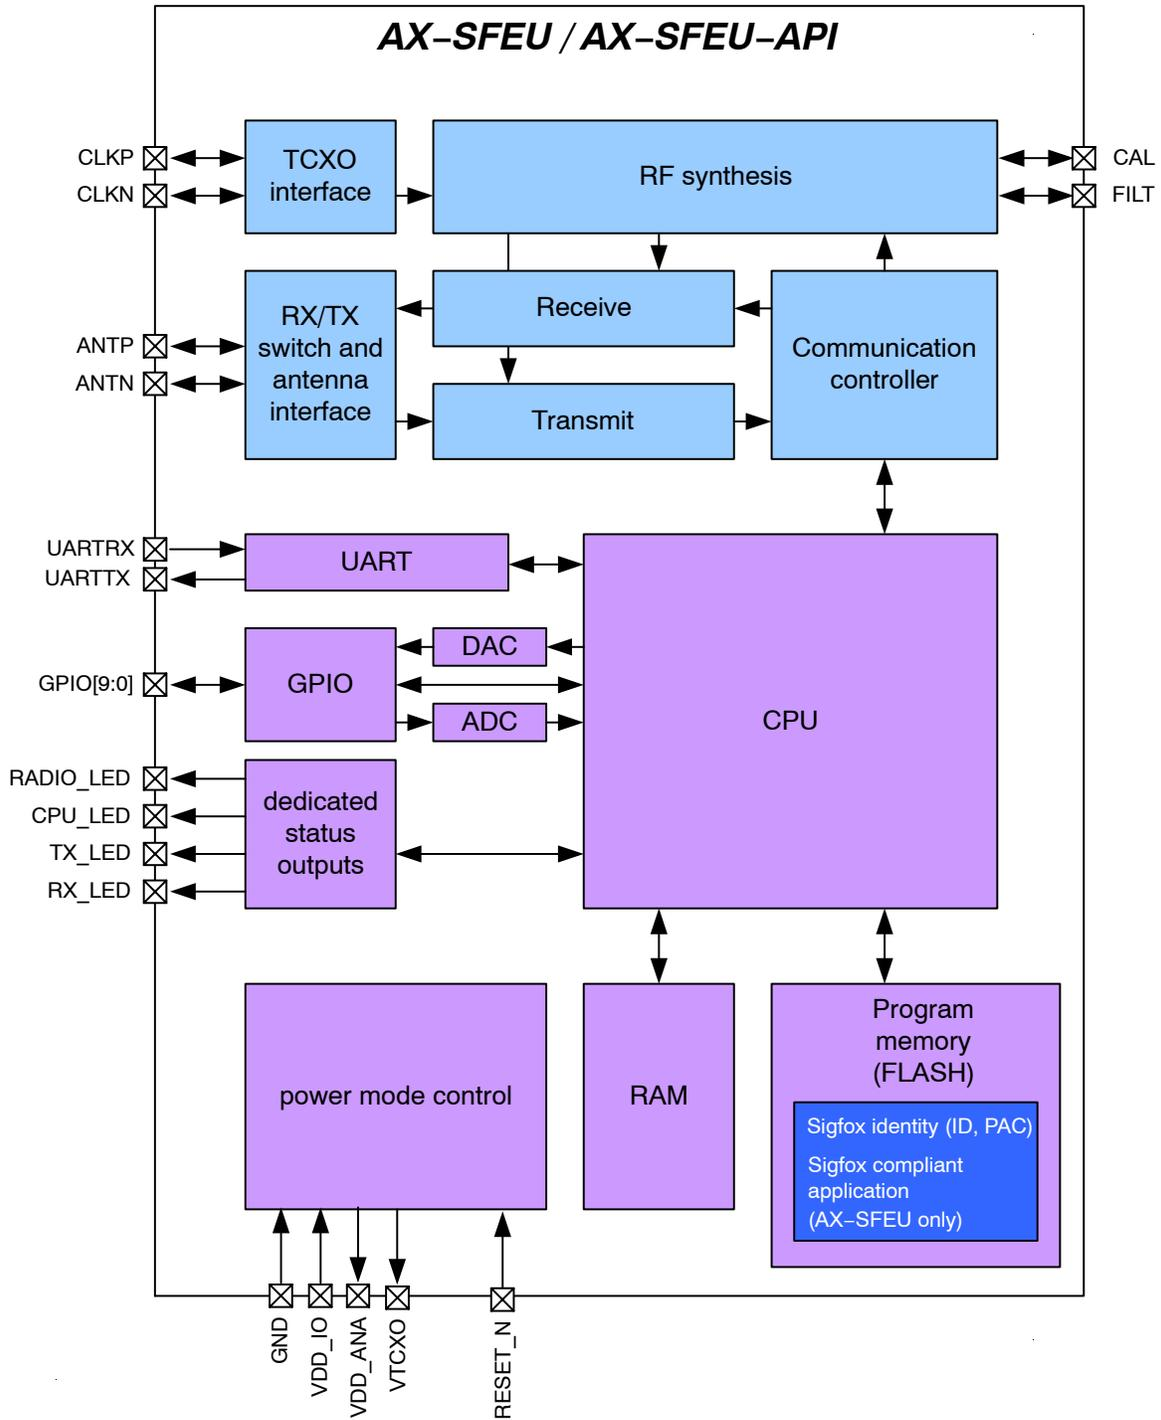 AX–SFEU / AX–SFEU–API
CLKP
CLKN
TCXO
interface
RF synthesis
CAL
FILT
ANTP
ANTN
RX/TX
switch and
antenna
interface
Receive
Transmit
Communication
controller
UARTRX
UARTTX
UART
GPIO[9:0]
GPIO
DAC
ADC
CPU
RADIO_LED
CPU_LED
TX_LED
RX_LED
dedicated
status
outputs
power mode control
RAM
Program
memory
(FLASH)
Sigfox identity (ID, PAC)
Sigfox compliant
application
(AX–SFEU only)
GND
VDD_IO
VDD_ANA
VTCXO
RESET_N